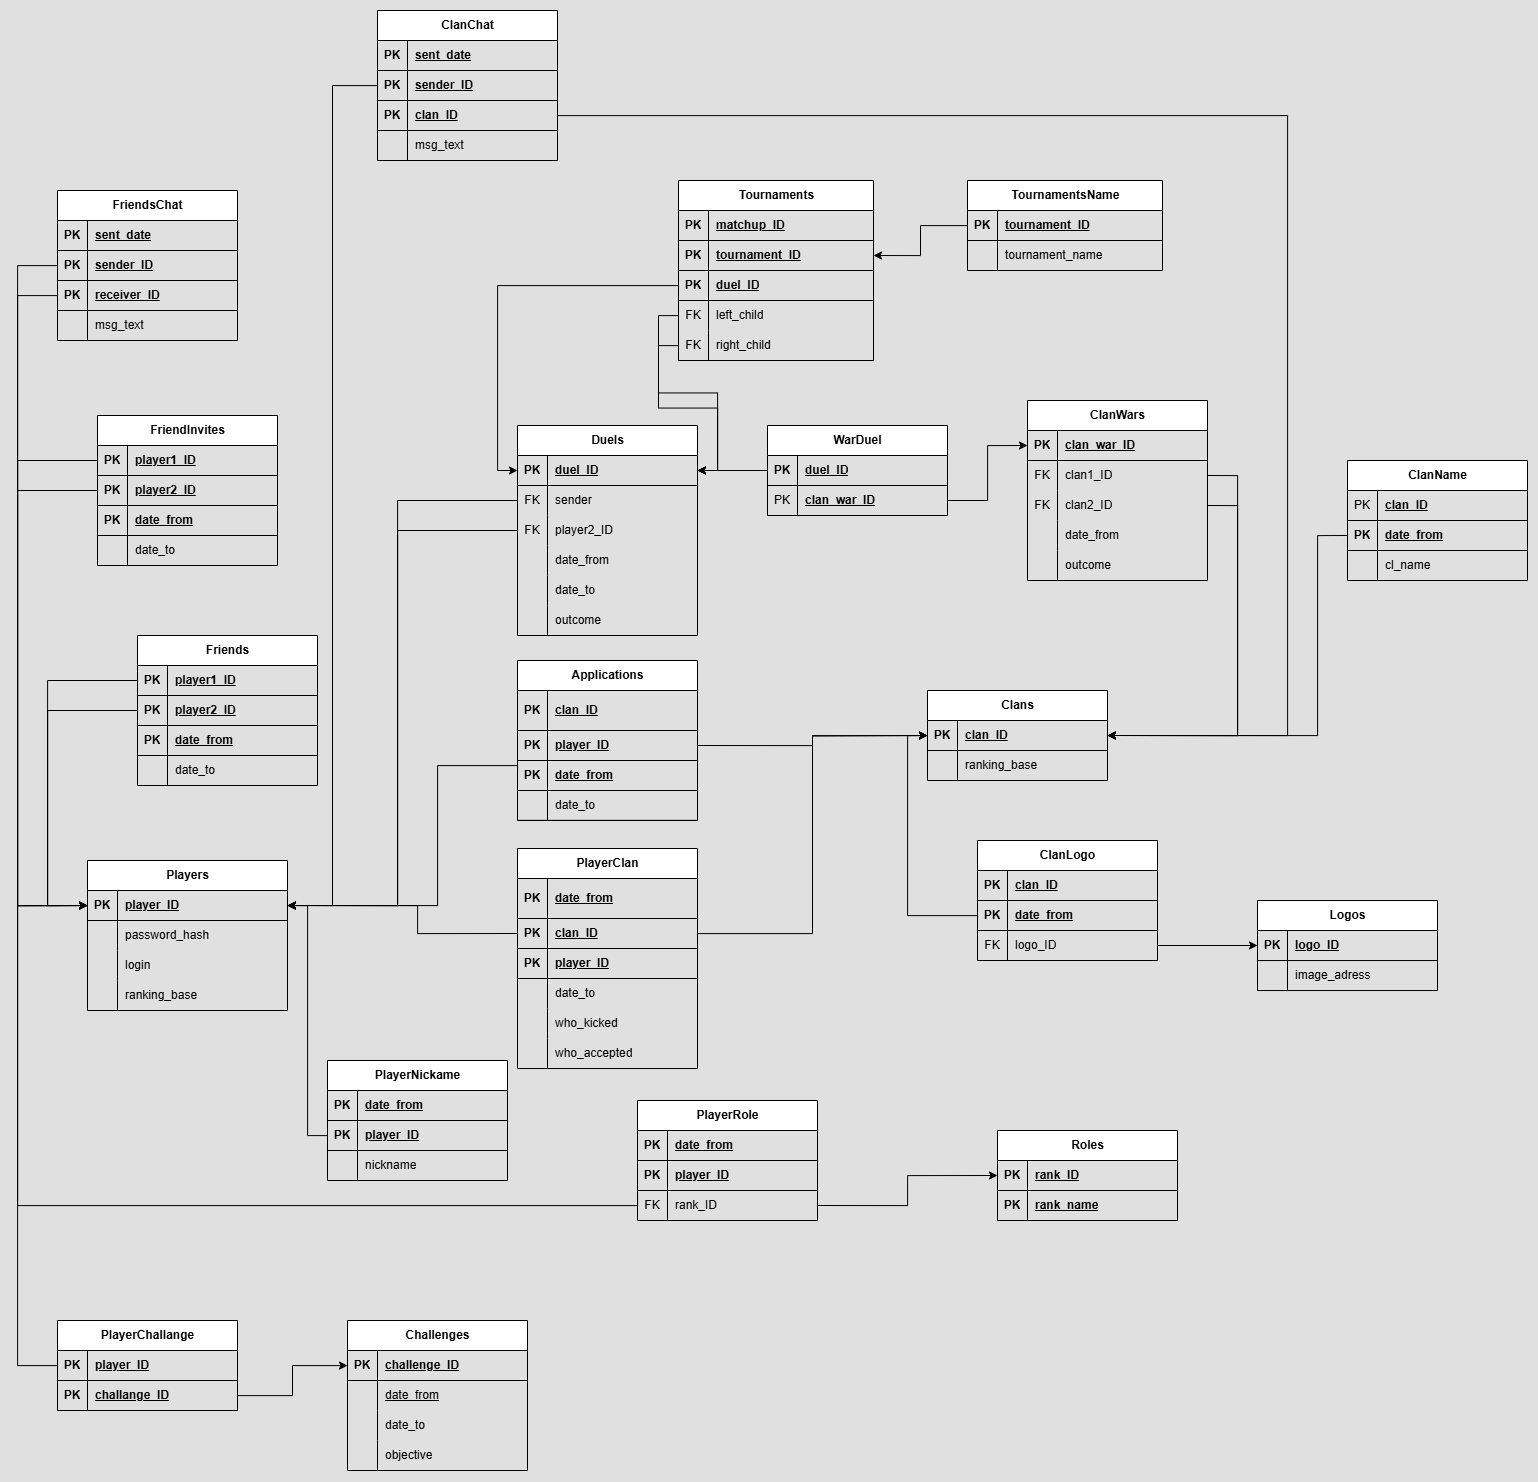 ClanChat
PK sent_date
PK sender_ID
PK clan_ID
msg_text
FriendsChat
PK sent_date
PK sender_ID
PK receiver_ID
msg_text
Tournaments
PK matchup_ID
PK tournament_ID
PK duel_ID
FK left_child
FK right_child
TournamentsName
PK tournament_ID
tournament_name
FriendInvites
PK player1_ID
PK player2_ID
PK date_from
date_to
Duels
PK duel_ID
FK sender
FK player2_ID
date_from
date_to
outcome
WarDuel
PK duel_ID
PK clan_war_ID
ClanWars
PK clan_war_ID
FK clan1_ID
FK clan2_ID
date_from
outcome
ClanName
PK clan_ID
PK date_from
cl_name
Friends
PK player1_ID
PK player2_ID
PK date_from
date_to
Applications
PK clan_ID
PK player_ID
PK date_from
date_to
Clans
PK clan_ID
ranking_base
Players
PK player_ID
password_hash
login
ranking_base
PlayerClan
PK date_from
PK clan_ID
PK player_ID
date_to
who_kicked
who_accepted
ClanLogo
PK clan_ID
PK date_from
FK logo_ID
Logos
PK logo_ID
image_adress
PlayerNickame
PK date_from
PK player_ID
nickname
PlayerRole
PK date_from
PK player_ID
FK rank_ID
Roles
PK rank_ID
PK rank_name
PlayerChallange
PK player_ID
PK challange_ID
Challenges
PK challenge_ID
date_from
date_to
objective